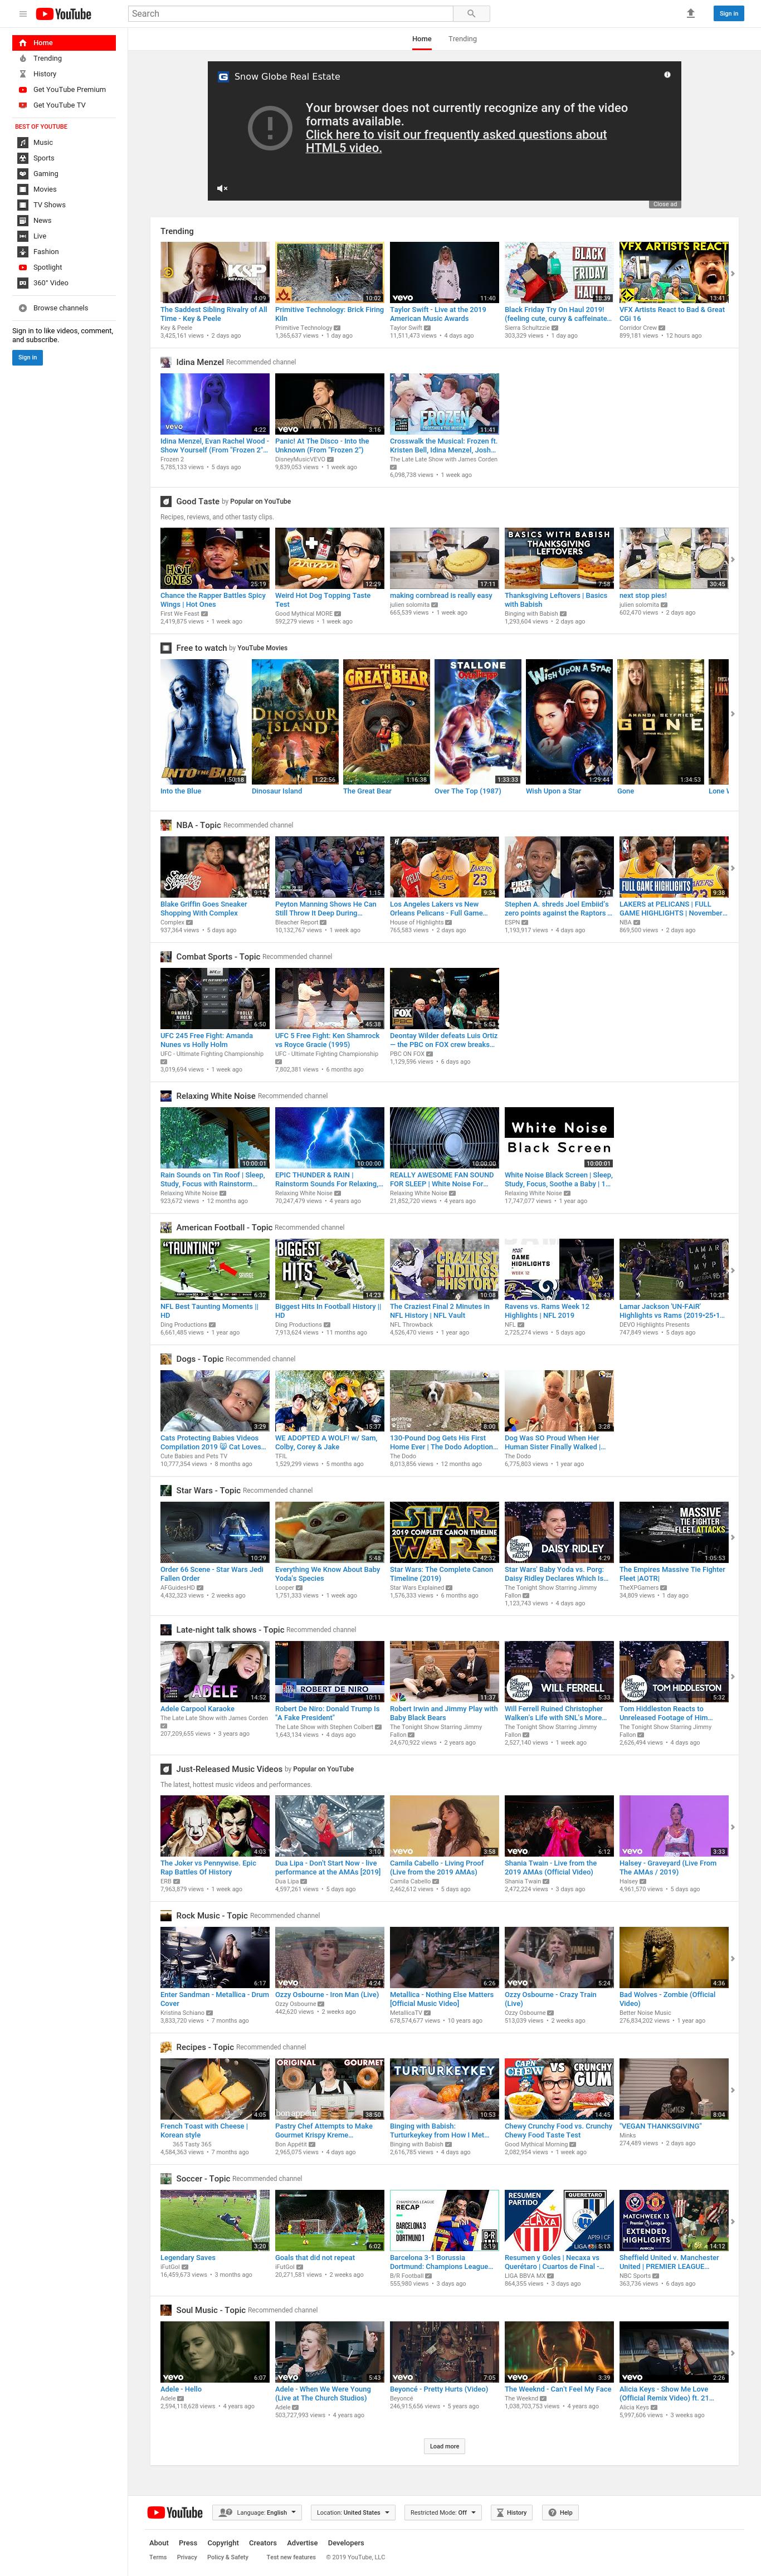 YouTube
Search
Sign in
Home
Trending
History
Get YouTube Premium
Get YouTube TV
BEST OF YOUTUBE
Music
Sports
Gaming
Movies
TV Shows
News
Live
Fashion
Spotlight
360° Video
Browse channels
Sign in to like videos, comment,
and subscribe.
Sign in
Home Trending
Snow Globe Real Estate
Your browser does not currently recognize any of the video
formats available.
Click here to visit our frequently asked questions about
HTML5 video.
Close ad
Trending
The Saddest Sibling Rivalry of All
Time - Key & Peele
Key & Peele
3,425,161 views • 2 days ago
Primitive Technology: Brick Firing
Kiln
Primitive Technology
1,365,637 views • 1 day ago
Taylor Swift - Live at the 2019
American Music Awards
Taylor Swift
11,511,473 views • 4 days ago
Black Friday Try On Haul 2019!
(feeling cute, curvy & caffeinate...
Sierra Schultzzie
303,329 views • 1 day ago
VFX Artists React to Bad & Great
CGi 16
Corridor Crew
899,181 views • 12 hours ago
Idina Menzel Recommended channel
Idina Menzel, Evan Rachel Wood -
Show Yourself (From "Frozen 2"...
Frozen 2
5,785,133 views • 5 days ago
Panic! At The Disco - Into the
Unknown (From "Frozen 2")
DisneyMusicVEVO
9,839,053 views • 1 week ago
Crosswalk the Musical: Frozen ft.
Kristen Bell, Idina Menzel, Josh...
The Late Late Show with James Corden
6,098,738 views • 1 week ago
Good Taste by Popular on YouTube
Recipes, reviews, and other tasty clips.
Chance the Rapper Battles Spicy
Wings | Hot Ones
First We Feast
2,419,875 views • 1 week ago
Weird Hot Dog Topping Taste
Test
Good Mythical MORE
592,279 views • 1 week ago
making cornbread is really easy
julien solomita
665,539 views • 1 week ago
Thanksgiving Leftovers | Basics
with Babish
Binging with Babish
1,293,604 views • 2 days ago
next stop pies!
julien solomita
602,470 views • 2 days ago
Free to watch by YouTube Movies
Into the Blue
Dinosaur Island
The Great Bear
Over The Top (1987)
Wish Upon a Star
Gone
NBA - Topic Recommended channel
Blake Griffin Goes Sneaker
Shopping With Complex
Complex
937,364 views • 5 days ago
Peyton Manning Shows He Can
Still Throw It Deep During...
Bleacher Report
10,132,767 views • 1 week ago
Los Angeles Lakers vs New
Orleans Pelicans - Full Game...
House of Highlights
765,583 views • 2 days ago
Stephen A. shreds Joel Embiid's
zero points against the Raptors ...
ESPN
1,193,917 views • 4 days ago
LAKERS at PELICANS | FULL
GAME HIGHLIGHTS | November...
NBA
869,500 views • 2 days ago
Combat Sports - Topic Recommended channel
UFC 245 Free Fight: Amanda
Nunes vs Holly Holm
UFC - Ultimate Fighting Championship
3,019,694 views • 1 week ago
UFC 5 Free Fight: Ken Shamrock
vs Royce Gracie (1995)
UFC - Ultimate Fighting Championship
7,802,381 views • 6 months ago
Deontay Wilder defeats Luis Ortiz
— the PBC on FOX crew breaks...
PBC ON FOX
1,129,596 views • 6 days ago
Relaxing White Noise Recommended channel
Rain Sounds on Tin Roof | Sleep,
Study, Focus with Rainstorm...
Relaxing White Noise
923,672 views • 12 months ago
EPIC THUNDER & RAIN |
Rainstorm Sounds For Relaxing,...
Relaxing White Noise
70,247,479 views • 4 years ago
REALLY AWESOME FAN SOUND
FOR SLEEP | White Noise For...
Relaxing White Noise
21,852,720 views • 4 years ago
White Noise Black Screen | Sleep,
Study, Focus, Soothe a Baby | 1...
Relaxing White Noise
17,747,077 views • 1 year ago
American Football - Topic Recommended channel
NFL Best Taunting Moments ||
HD
Ding Productions
6,661,485 views • 1 year ago
Biggest Hits In Football History ||
HD
Ding Productions
7,913,624 views • 11 months ago
The Craziest Final 2 Minutes in
NFL History | NFL Vault
NFL Throwback
4,526,470 views • 1 year ago
Ravens vs. Rams Week 12
Highlights | NFL 2019
NFL
2,725,274 views • 5 days ago
Lamar Jackson 'UN-FAiR'
Highlights vs Rams (2019•25•1...
DEVO Highlights Presents
747,849 views • 5 days ago
Dogs - Topic Recommended channel
Cats Protecting Babies Videos
Compilation 2019 Cat Loves...
Cute Babies and Pets TV
10,777,354 views • 8 months ago
WE ADOPTED A WOLF! w/ Sam,
Colby, Corey & Jake
TFIL
1,529,299 views • 5 months ago
130-Pound Dog Gets His First
Home Ever | The Dodo Adoption...
The Dodo
8,013,856 views • 12 months ago
Dog Was SO Proud When Her
Human Sister Finally Walked |...
The Dodo
6,775,803 views • 1 year ago
Star Wars - Topic Recommended channel
Order 66 Scene - Star Wars Jedi
Fallen Order
AFGuidesHD
4,432,323 views • 2 weeks ago
Everything We Know About Baby
Yoda's Species
Looper
1,751,333 views • 1 week ago
Star Wars: The Complete Canon
Timeline (2019)
Star Wars Explained
1,576,333 views • 6 months ago
Star Wars' Baby Yoda vs. Porg:
Daisy Ridley Declares Which Is...
The Tonight Show Starring Jimmy
Fallon
1,123,743 views • 4 days ago
The Empires Massive Tie Fighter
Fleet |AOTR|
TheXPGamers
34,809 views • 1 day ago
Late-night talk shows - Topic Recommended channel
Adele Carpool Karaoke
The Late Late Show with James Corden
207,209,655 views • 3 years ago
Robert De Niro: Donald Trump Is
"A Fake President"
The Late Show with Stephen Colbert
1,643,134 views • 4 days ago
Robert Irwin and Jimmy Play with
Baby Black Bears
The Tonight Show Starring Jimmy
Fallon
24,670,922 views • 2 years ago
Will Ferrell Ruined Christopher
Walken's Life with SNL's More...
The Tonight Show Starring Jimmy
Fallon
2,527,140 views • 1 week ago
Tom Hiddleston Reacts to
Unreleased Footage of Him...
The Tonight Show Starring Jimmy
Fallon
2,626,494 views • 4 days ago
Just-Released Music Videos by Popular on YouTube
The latest, hottest music videos and performances.
The Joker vs Pennywise. Epic
Rap Battles Of History
ERB
7,963,879 views • 1 week ago
Dua Lipa - Don't Start Now - live
performance at the AMAs [2019]
Dua Lipa
4,597,261 views • 5 days ago
Camila Cabello - Living Proof
(Live from the 2019 AMAs)
Camila Cabello
2,462,612 views • 5 days ago
Shania Twain - Live from the
2019 AMAs (Official Video)
Shania Twain
2,472,224 views • 3 days ago
Halsey - Graveyard (Live From
The AMAs / 2019)
Halsey
4,961,570 views • 5 days ago
Rock Music - Topic Recommended channel
Enter Sandman - Metallica - Drum
Cover
Kristina Schiano
3,833,720 views • 7 months ago
Ozzy Osbourne - Iron Man (Live)
Ozzy Osbourne
442,620 views • 2 weeks ago
Metallica - Nothing Else Matters
[Official Music Video]
MetallicaTV
678,574,677 views • 10 years ago
Ozzy Osbourne - Crazy Train
(Live)
Ozzy Osbourne
513,039 views • 2 weeks ago
Bad Wolves - Zombie (Official
Video)
Better Noise Music
276,834,202 views • 1 year ago
Recipes - Topic Recommended channel
French Toast with Cheese |
Korean style
365 Tasty 365
4,584,363 views • 7 months ago
Pastry Chef Attempts to Make
Gourmet Krispy Kreme...
Bon Appétit
2,965,075 views • 4 days ago
Binging with Babish:
Turturkeykey from How I Met...
Binging with Babish
2,616,785 views • 4 days ago
Chewy Crunchy Food vs. Crunchy
Chewy Food Taste Test
Good Mythical Morning
2,082,954 views • 1 week ago
"VEGAN THANKSGIVING"
Minks
274,489 views • 2 days ago
Soccer - Topic Recommended channel
Legendary Saves
iFutGol
16,459,673 views • 3 months ago
Goals that did not repeat
iFutGol
20,271,581 views • 2 weeks ago
Barcelona 3-1 Borussia
Dortmund: Champions League...
B/R Football
555,980 views • 3 days ago
Resumen y Goles | Necaxa vs
Querétaro | Cuartos de Final -...
LIGA BBVA MX
864,355 views • 3 days ago
Sheffield United v. Manchester
United | PREMIER LEAGUE...
NBC Sports
363,736 views • 6 days ago
Soul Music - Topic Recommended channel
Adele - Hello
Adele
2,594,118,628 views • 4 years ago
Adele - When We Were Young
(Live at The Church Studios)
Adele
503,727,993 views • 4 years ago
Beyoncé - Pretty Hurts (Video)
Beyoncé
246,915,656 views • 5 years ago
The Weeknd - Can't Feel My Face
The Weeknd
1,038,703,753 views • 4 years ago
Alicia Keys - Show Me Love
(Official Remix Video) ft. 21...
Alicia Keys
5,997,606 views • 3 weeks ago
Load more
YouTube
Language: English
Location: United States
Restricted Mode: Off
History
Help
About Press Copyright Creators Advertise Developers
Terms Privacy Policy & Safety Test new features © 2019 YouTube, LLC